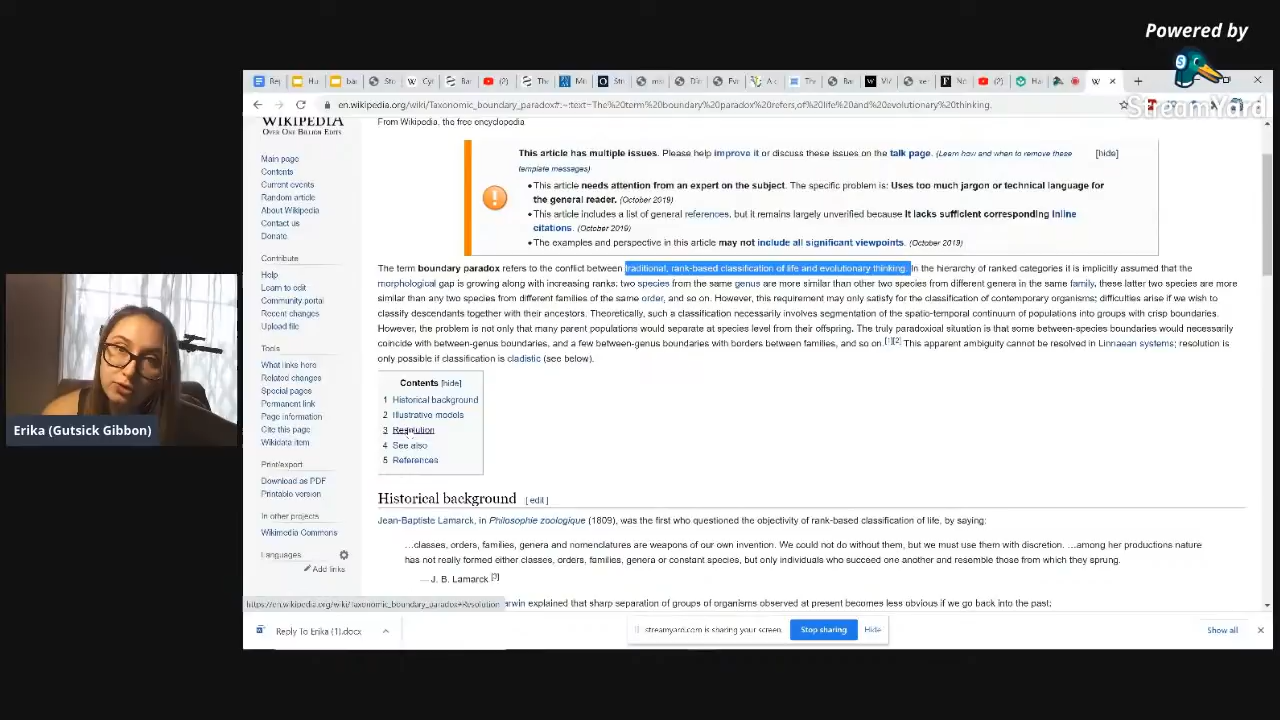 Powered by
StreamYard
en.wikipedia.org/wiki/Taxonomic_boundary_paradox#:~:text=The%20term%20boundary%20paradox%20refers,of%20life%20and%20evolutionary%20thinking.
WIKIPEDIA
OVER ONE BILLION EDITS
Main page
Contents
Current events
Random article
About Wikipedia
Contact us
Donate
Contribute
Help
Learn to edit
Community portal
Recent changes
Upload file
Tools
What links here
Related changes
Special pages
Permanent link
Page information
Cite this page
Wikidata item
Print/export
Download as PDF
Printable version
In other projects
Wikimedia Commons
Languages
Add links
From Wikipedia, the free encyclopedia
This article has multiple issues. Please help improve it or discuss these issues on the talk page. (Learn how and when to remove these [hide]
template messages)
•This article needs attention from an expert on the subject. The specific problem is: Uses too much jargon or technical language for
the general reader. (October 2019)
•This article includes a list of general references, but it remains largely unverified because it lacks sufficient corresponding inline
citations. (October 2019)
•The examples and perspective in this article may not include all significant viewpoints. (October 2019)
The term boundary paradox refers to the conflict between traditional, rank-based classification of life and evolutionary thinking. In the hierarchy of ranked categories it is implicitly assumed that the
morphological gap is growing along with increasing ranks: two species from the same genus are more similar than other two species from different genera in the same family, these latter two species are more
similar than any two species from different families of the same order, and so on. However, this requirement may only satisfy for the classification of contemporary organisms; difficulties arise if we wish to
classify descendants together with their ancestors. Theoretically, such a classification necessarily involves segmentation of the spatio-temporal continuum of populations into groups with crisp boundaries.
However, the problem is not only that many parent populations would separate at species level from their offspring. The truly paradoxical situation is that some between-species boundaries would necessarily
coincide with between-genus boundaries, and a few between-genus boundaries with borders between families, and so on.[1][2] This apparent ambiguity cannot be resolved in Linnaean systems; resolution is
only possible if classification is cladistic (see below).
Contents [hide]
1 Historical background
2 Illustrative models
3 Resolution
4 See also
5 References
Historical background [ edit ]
Jean-Baptiste Lamarck, in Philosophie zoologique (1809), was the first who questioned the objectivity of rank-based classification of life, by saying:
…classes, orders, families, genera and nomenclatures are weapons of our own invention. We could not do without them, but we must use them with discretion. …among her productions nature
has not really formed either classes, orders, families, genera or constant species, but only individuals who succeed one another and resemble those from which they sprung.
— J. B. Lamarck [3]
https://en.wikipedia.org/wiki/Taxonomic_boundary_paradox#Resolution
arwin explained that sharp separation of groups of organisms observed at present becomes less obvious if we go back into the past;
Reply To Erika (1).docx
streamyard.com is sharing your screen.
Stop sharing
Hide
Show all
Erika (Gutsick Gibbon)